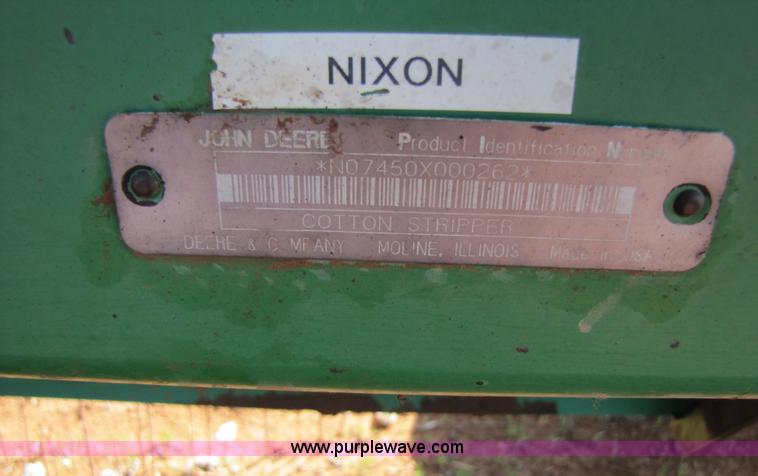 NIXON
JOHN DEERE Product Identification Number
*N07450X000262*
COTTON STRIPPER
DEERE & COMPANY MOLINE, ILLINOIS Made in USA
www.purplewave.com